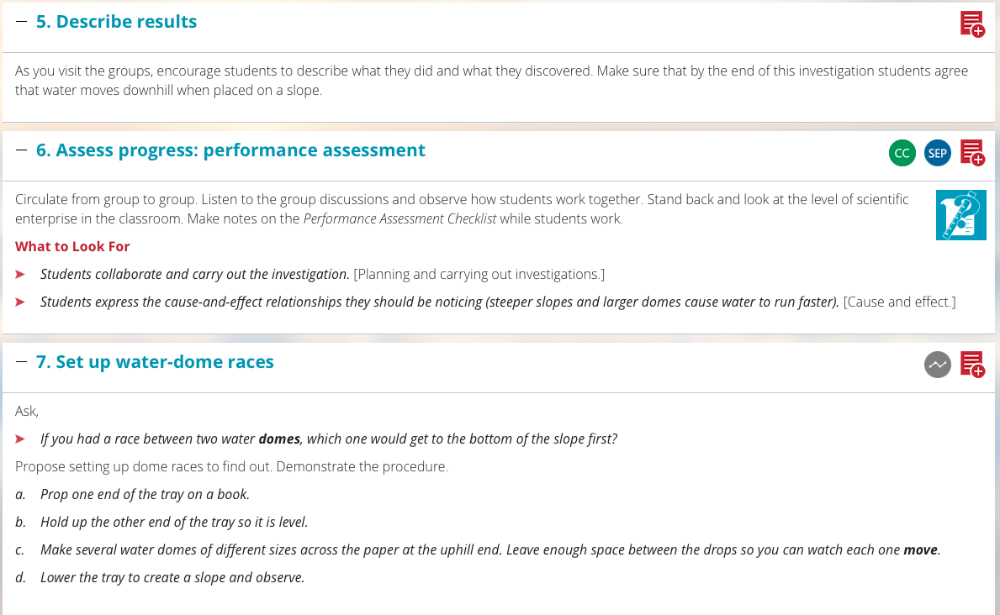 5. Describe results
As you visit the groups, encourage students to describe what they did and what they discovered. Make sure that by the end of this investigation students agree
that water moves downhill when placed on a slope.
6. Assess progress: performance assessment
CC SEP
Circulate from group to group. Listen to the group discussions and observe how students work together. Stand back and look at the level of scientific
enterprise in the classroom. Make notes on the Performance Assessment Checklist while students work.
What to Look For
Students collaborate and carry out the investigation. [Planning and carrying out investigations.]
Students express the cause-and-effect relationships they should be noticing (steeper slopes and larger domes cause water to run faster). [Cause and effect.]
7. Set up water-dome races
Ask,
If you had a race between two water domes, which one would get to the bottom of the slope first?
Propose setting up dome races to find out. Demonstrate the procedure.
a. Prop one end of the tray on a book.
b. Hold up the other end of the tray so it is level.
c. Make several water domes of different sizes across the paper at the uphill end. Leave enough space between the drops so you can watch each one move.
d. Lower the tray to create a slope and observe.